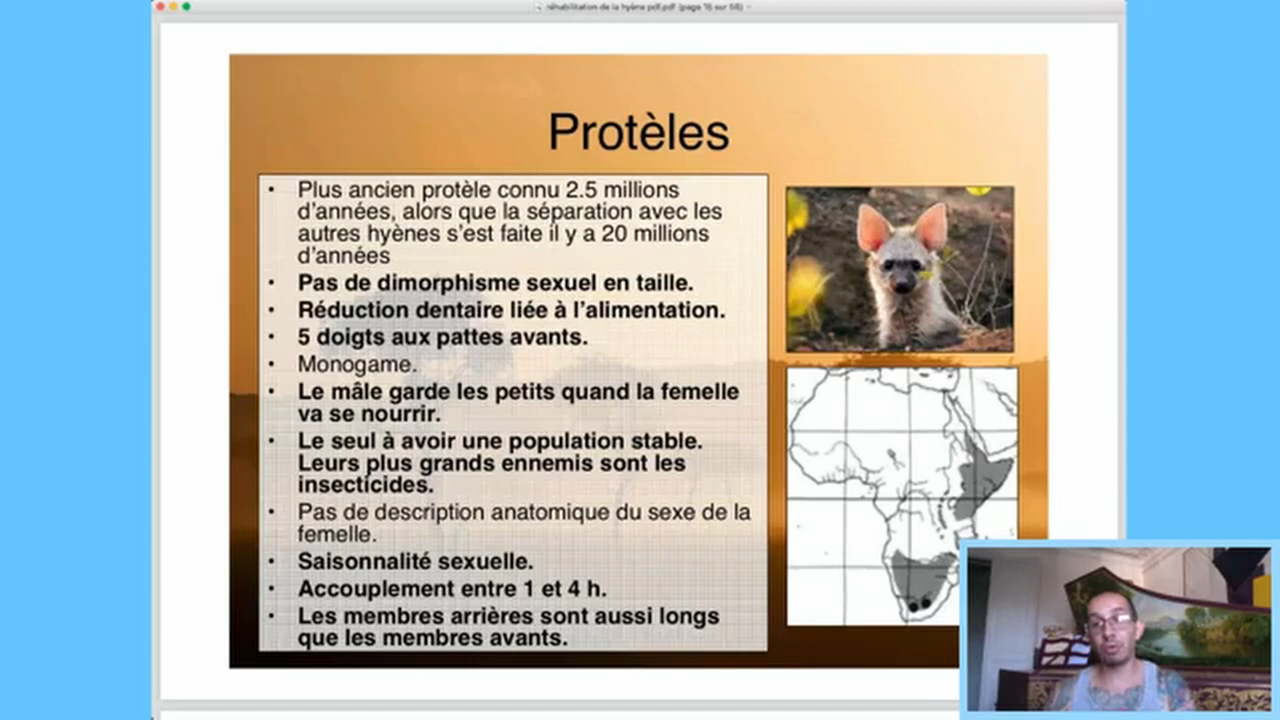 réhabilitation de la hyène pdf.pdf (page 16 sur 56)
Protèles
• Plus ancien protèle connu 2.5 millions
d'années, alors que la séparation avec les
autres hyènes s'est faite il y a 20 millions
d'années
• Pas de dimorphisme sexuel en taille.
• Réduction dentaire liée à l'alimentation.
• 5 doigts aux pattes avants.
• Monogame.
• Le mâle garde les petits quand la femelle
va se nourrir.
• Le seul à avoir une population stable.
Leurs plus grands ennemis sont les
insecticides.
• Pas de description anatomique du sexe de la
femelle.
• Saisonnalité sexuelle.
• Accouplement entre 1 et 4 h.
• Les membres arrières sont aussi longs
que les membres avants.